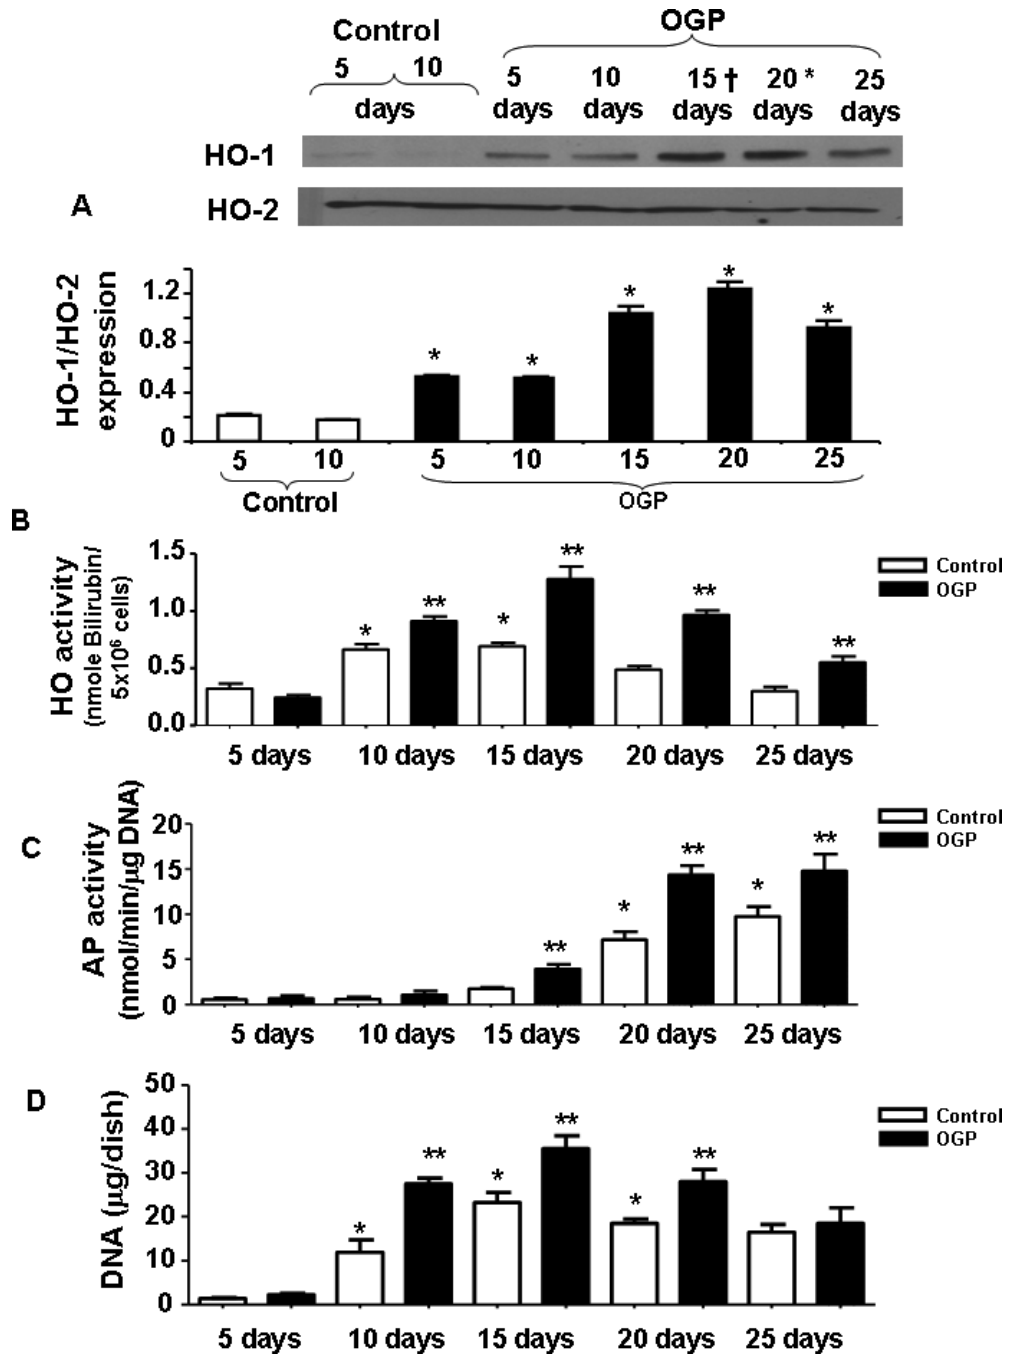 Control
OGP
5 10
days
5 days
10 days
15 † days
20 * days
25 days
HO-1
HO-2
A
HO-1/HO-2 expression
1.2
0.8
0.4
0
* * * * *
5 10 5 10 15 20 25
Control
OGP
B
HO activity
(nmole Bilirubin/
5x10⁶ cells)
1.5
1.0
0.5
0.0
* ** * ** ** **
5 days 10 days 15 days 20 days 25 days
Control
OGP
C
AP activity
(nmol/min/µg DNA)
20
15
10
5
0
** * ** * **
5 days 10 days 15 days 20 days 25 days
Control
OGP
D
DNA (µg/dish)
50
40
30
20
10
0
* ** * ** * **
5 days 10 days 15 days 20 days 25 days
Control
OGP